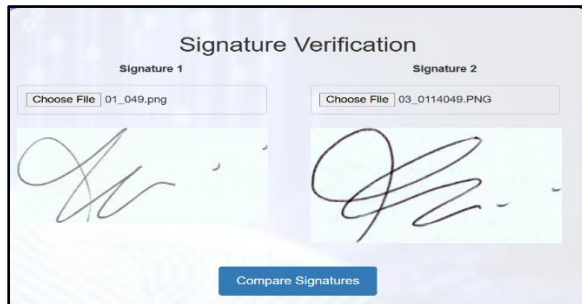 Signature Verification
Signature 1
Signature 2
Choose File 01_049.png
Choose File 03_0114049.PNG
Compare Signatures